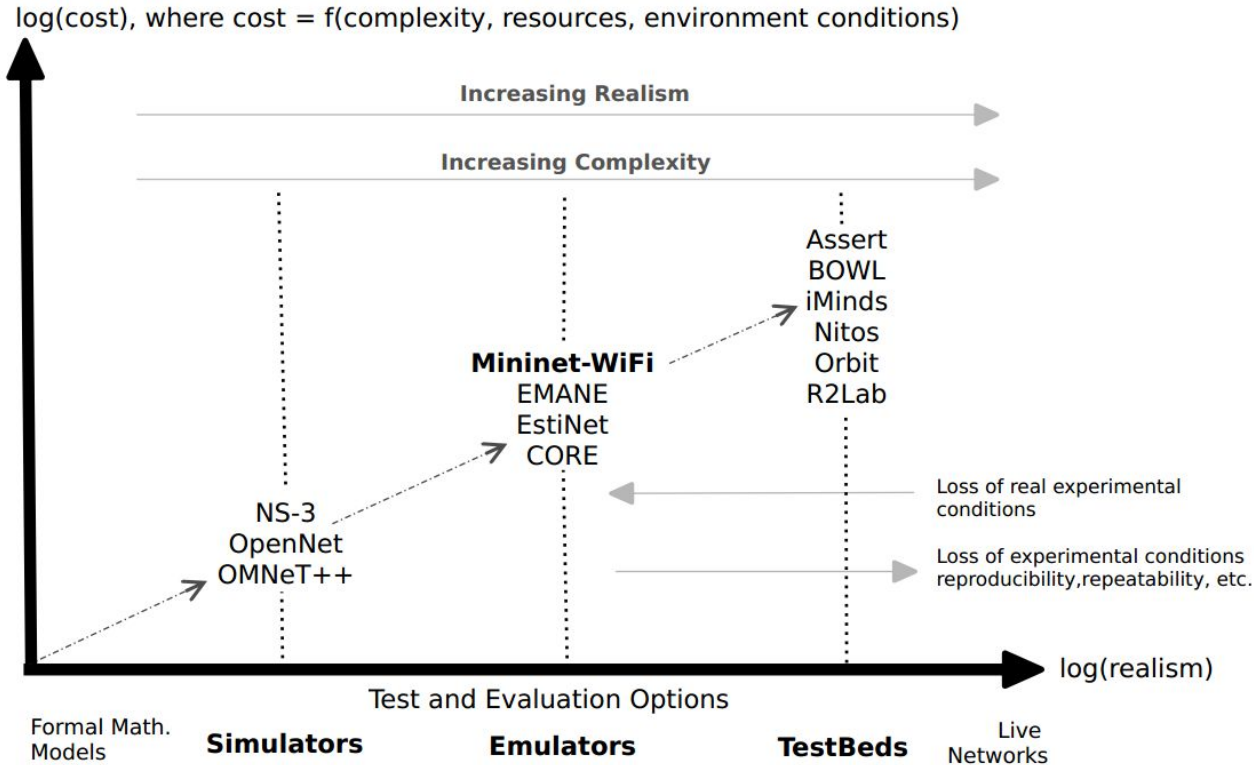 log(cost), where cost = f(complexity, resources, environment conditions)
Increasing Realism
Increasing Complexity
Assert
BOWL
iMinds
Nitos
Orbit
R2Lab
Mininet-WiFi
EMANE
EstiNet
CORE
NS-3
OpenNet
OMNeT++
Loss of real experimental
conditions
Loss of experimental conditions
reproducibility,repeatability, etc.
log(realism)
Test and Evaluation Options
Formal Math.
Models
Simulators
Emulators
TestBeds
Live
Networks